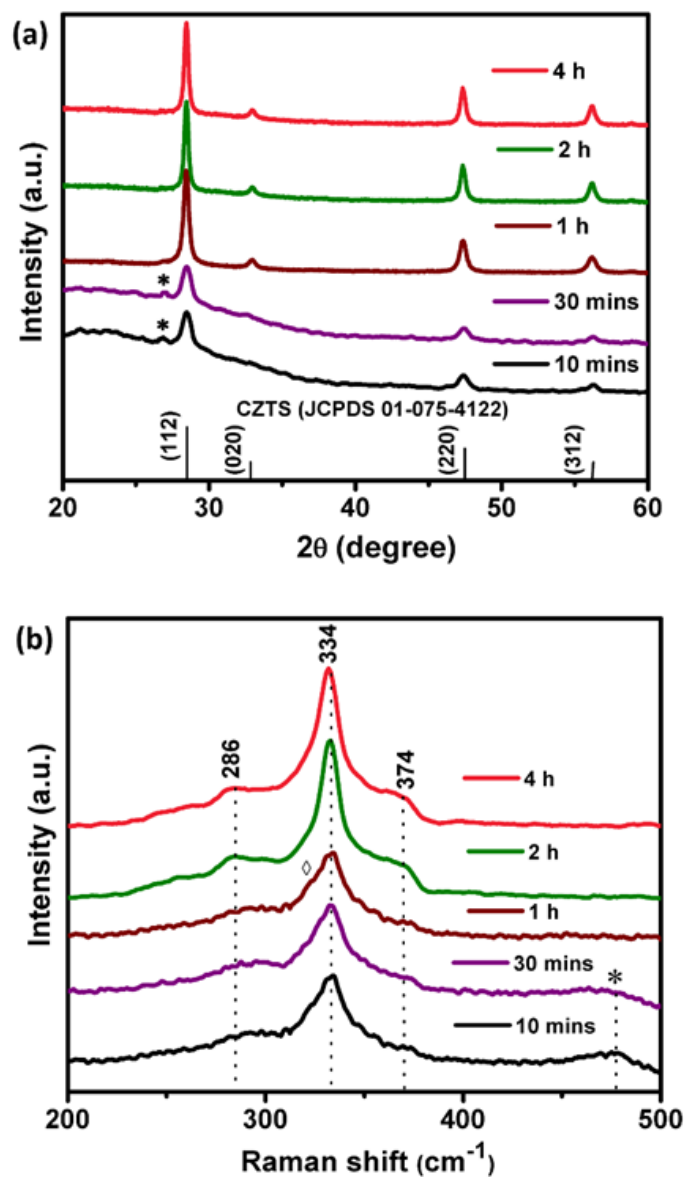 (a)
4 h
2 h
1 h
*
30 mins
*
10 mins
CZTS (JCPDS 01-075-4122)
(112)
(020)
(220)
(312)
20 30 40 50 60
2θ (degree)
Intensity (a.u.)
(b)
334
286
374
4 h
2 h
◊
1 h
30 mins
*
10 mins
200 300 400 500
Raman shift (cm⁻¹)
Intensity (a.u.)